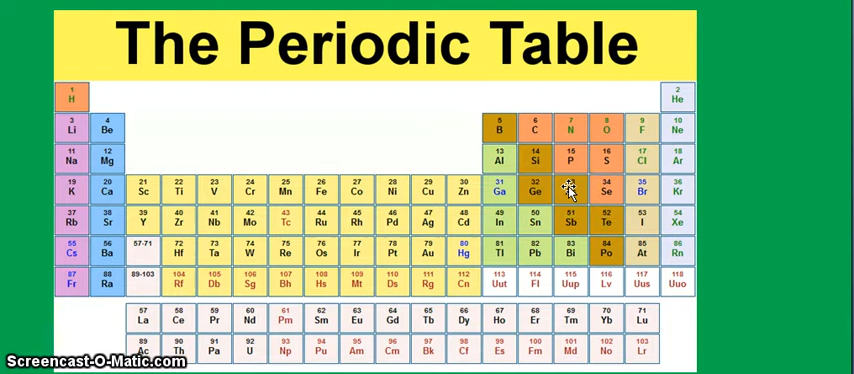 The Periodic Table
1 2
H He
3 4 5 6 7 8 9 10
Li Be B C N O F Ne
11 12 13 14 15 16 17 18
Na Mg Al Si P S Cl Ar
19 20 21 22 23 24 25 26 27 28 29 30 31 32 34 35 36
K Ca Sc Ti V Cr Mn Fe Co Ni Cu Zn Ga Ge Se Br Kr
37 38 39 40 41 42 43 44 45 46 47 48 49 50 51 52 53 54
Rb Sr Y Zr Nb Mo Tc Ru Rh Pd Ag Cd In Sn Sb Te I Xe
55 56 57-71 72 73 74 75 76 77 78 79 80 81 82 83 84 85 86
Cs Ba Hf Ta W Re Os Ir Pt Au Hg Tl Pb Bi Po At Rn
87 88 89-103 104 105 106 107 108 109 110 111 112 113 114 115 116 117 118
Fr Ra Rf Db Sg Bh Hs Mt Ds Rg Cn Uut Fl Uup Lv Uus Uuo
57 58 59 60 61 62 63 64 65 66 67 68 69 70 71
La Ce Pr Nd Pm Sm Eu Gd Tb Dy Ho Er Tm Yb Lu
89 90 91 92 93 94 95 96 97 98 99 100 101 102 103
Ac Th Pa U Np Pu Am Cm Bk Cf Es Fm Md No Lr
Screencast-O-Matic.com